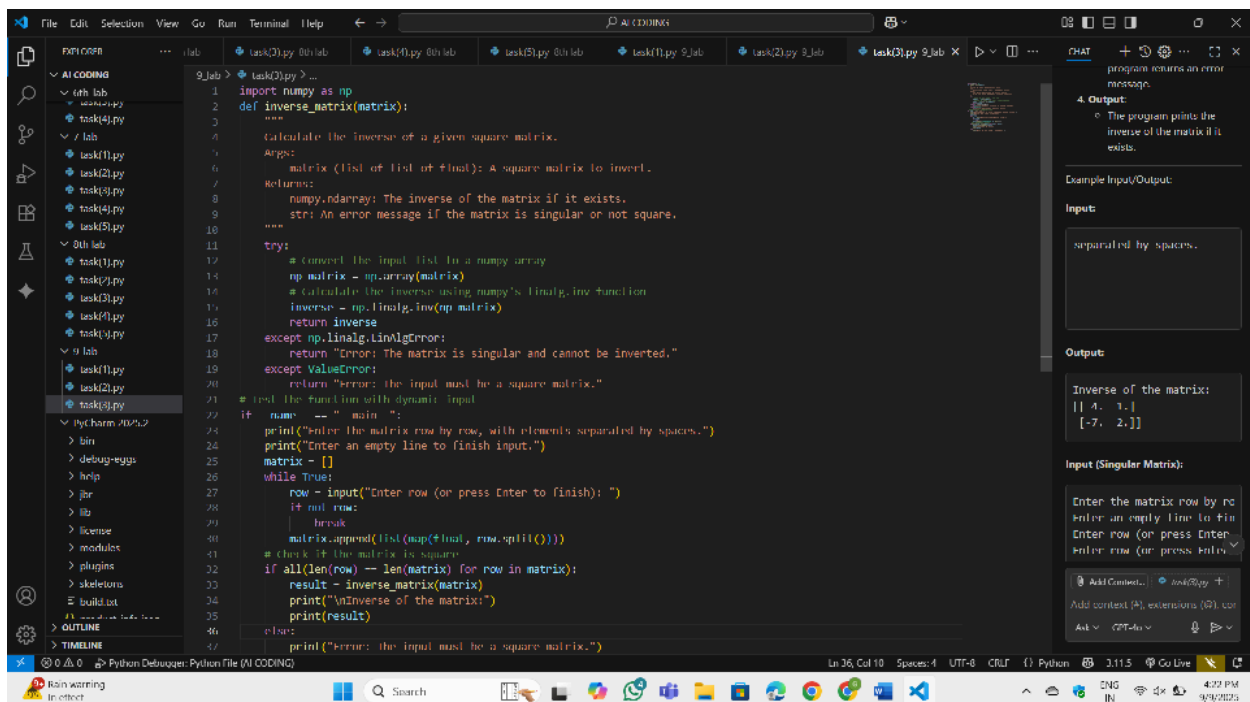 File Edit Selection View Go Run Terminal Help
AI CODING
EXPLORER
lab
task(3).py 8th lab
task(4).py 8th lab
task(5).py 8th lab
task(1).py 9_lab
task(2).py 9_lab
task(3).py 9_lab
CHAT
AI CODING
6th lab
task(4).py
7 lab
task(1).py
task(2).py
task(3).py
task(4).py
task(5).py
8th lab
task(1).py
task(2).py
task(3).py
task(4).py
task(5).py
9 lab
task(1).py
task(2).py
task(3).py
PyCharm 2025.2
bin
debug-eggs
help
jbr
lib
license
modules
plugins
skeletons
build.txt
OUTLINE
TIMELINE
9_lab > task(3).py > ...
1 import numpy as np
2 def inverse_matrix(matrix):
3 """
4 Calculate the inverse of a given square matrix.
5 Args:
6 matrix (list of list of float): A square matrix to invert.
7 Returns:
8 numpy.ndarray: The inverse of the matrix if it exists.
9 str: An error message if the matrix is singular or not square.
10 """
11 try:
12 # Convert the input list to a numpy array
13 np_matrix = np.array(matrix)
14 # Calculate the inverse using numpy's linalg.inv function
15 inverse = np.linalg.inv(np_matrix)
16 return inverse
17 except np.linalg.LinAlgError:
18 return "Error: The matrix is singular and cannot be inverted."
19 except ValueError:
20 return "Error: The input must be a square matrix."
21 # Test the function with dynamic input
22 if __name__ == "__main__":
23 print("Enter the matrix row by row, with elements separated by spaces.")
24 print("Enter an empty line to finish input.")
25 matrix = []
26 while True:
27 row = input("Enter row (or press Enter to finish): ")
28 if not row:
29 break
30 matrix.append(list(map(float, row.split())))
31 # Check if the matrix is square
32 if all(len(row) == len(matrix) for row in matrix):
33 result = inverse_matrix(matrix)
34 print("\nInverse of the matrix:")
35 print(result)
36 else:
37 print("Error: The input must be a square matrix.")
program returns an error
message.
4. Output:
The program prints the
inverse of the matrix if it
exists.
Example Input/Output:
Input:
separated by spaces.
Output:
Inverse of the matrix:
[[ 4. 1.]
[-7. 2.]]
Input (Singular Matrix):
Enter the matrix row by ro
Enter an empty line to fin
Enter row (or press Enter
Enter row (or press Enter
Add Context... task(3).py +
Add context (#), extensions (@), com
Ask GPT-4o
0 0 0 Python Debugger: Python File (AI CODING)
Ln 36, Col 10 Spaces: 4 UTF-8 CRLF {} Python 3.11.5 Go Live
Rain warning
In effect
Search
ENG
IN
4:22 PM
9/9/2025